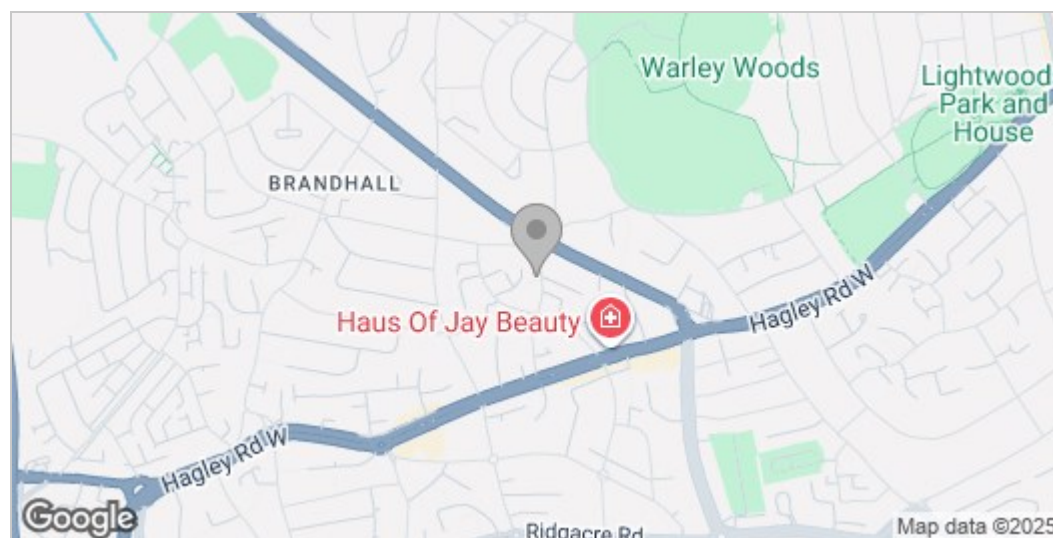 Warley Woods
Lightwood
Park and
House
BRANDHALL
Haus Of Jay Beauty
Hagley Rd W
Hagley Rd W
Ridgacre Rd
Google
Map data ©2025